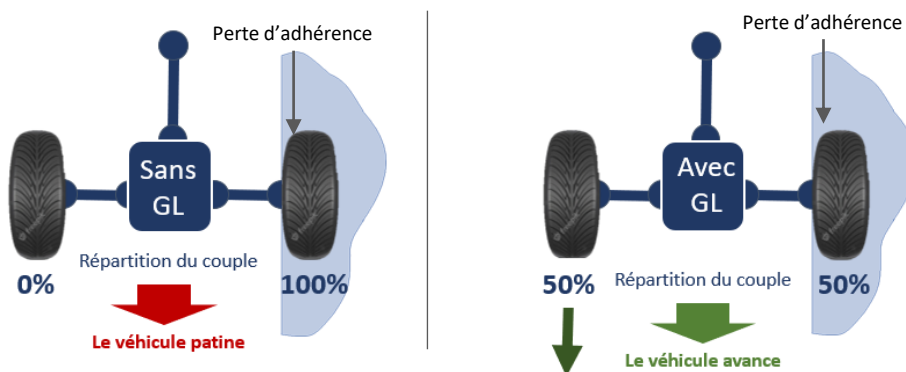 Perte d’adhérence
Sans
GL
Répartition du couple
0%
100%
Le véhicule patine
Perte d’adhérence
Avec
GL
Répartition du couple
50%
50%
Le véhicule avance